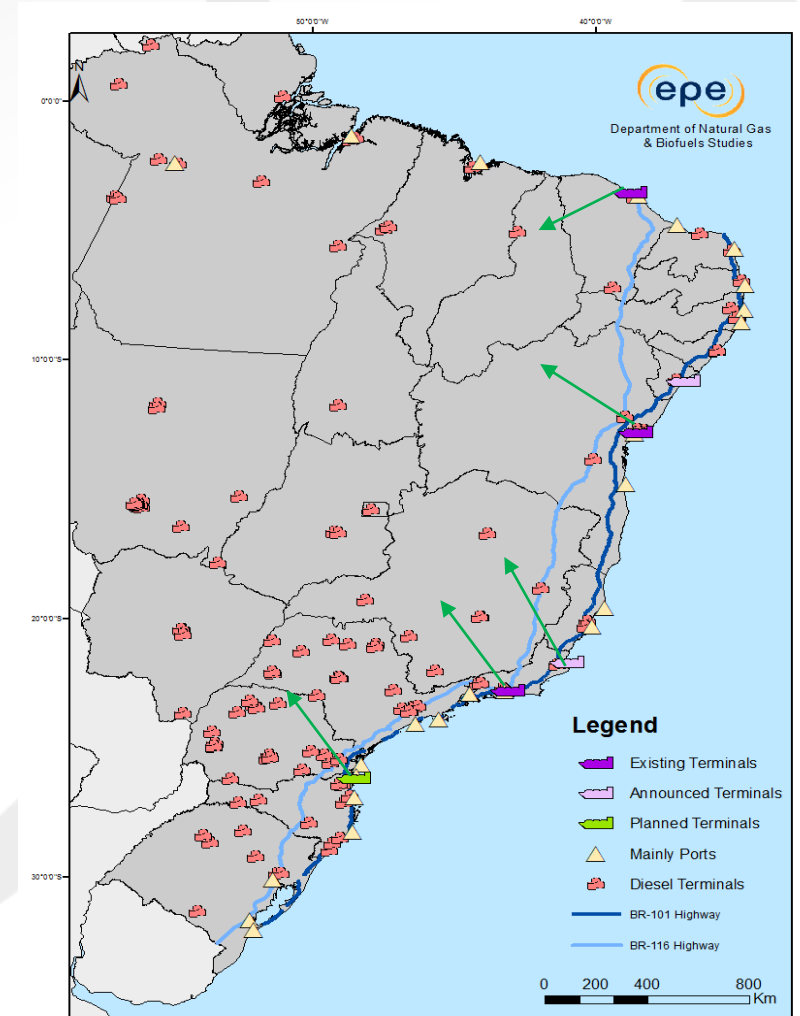 50°0'0"W 40°0'0"W
N
0°0'0"
epe
Department of Natural Gas
& Biofuels Studies
10°0'0"S
20°0'0"S
30°0'0"S
Legend
Existing Terminals
Announced Terminals
Planned Terminals
Mainly Ports
Diesel Terminals
BR-101 Highway
BR-116 Highway
0 200 400 800
Km